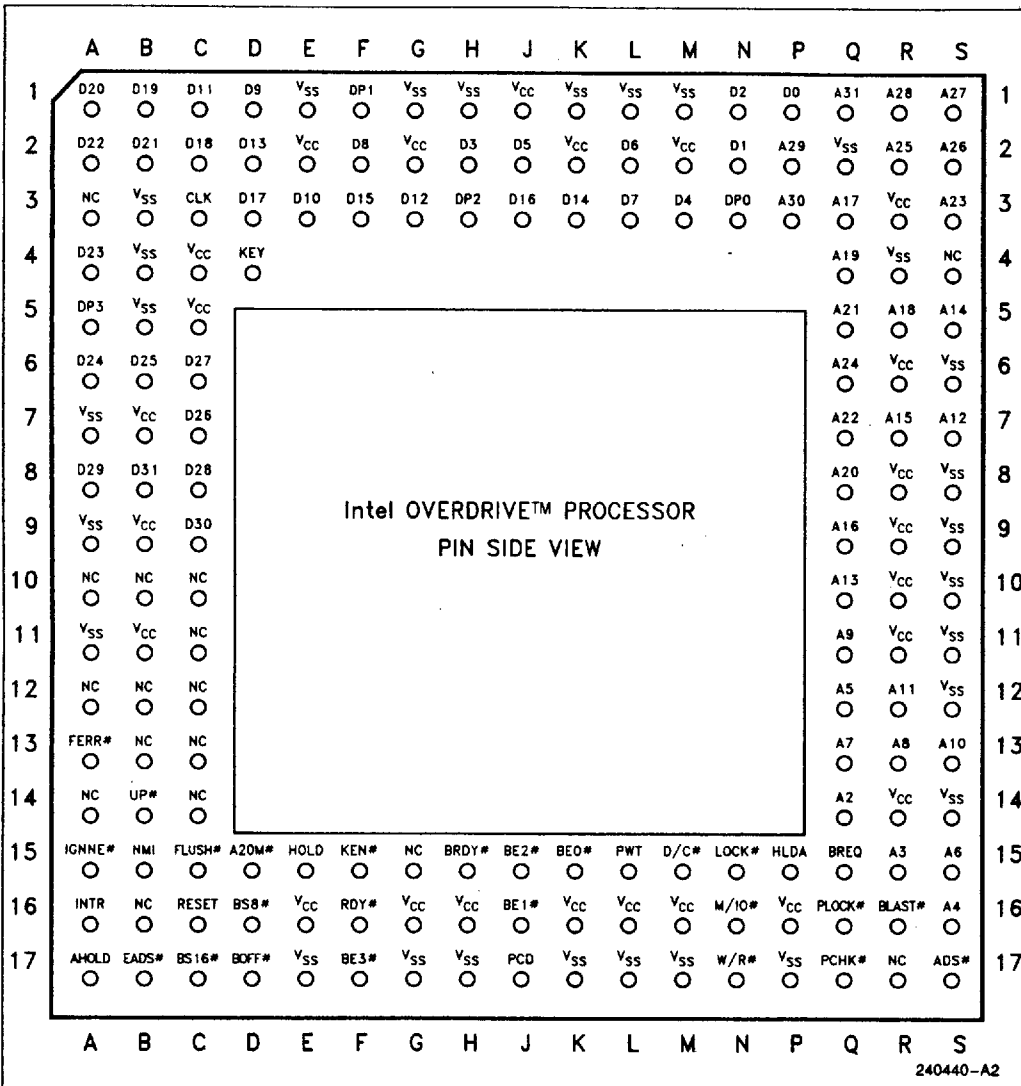 A B C D E F G H J K L M N P Q R S
1 D20 D19 D11 D9 VSS DP1 VSS VSS VCC VSS VSS VSS D2 D0 A31 A28 A27 1
2 D22 D21 D18 D13 VCC D8 VCC D3 D5 VCC D6 VCC D1 A29 VSS A25 A26 2
3 NC VSS CLK D17 D10 D15 D12 DP2 D16 D14 D7 D4 DP0 A30 A17 VCC A23 3
4 D23 VSS VCC KEY A19 VSS NC 4
5 DP3 VSS VCC A21 A18 A14 5
6 D24 D25 D27 A24 VCC VSS 6
7 VSS VCC D26 A22 A15 A12 7
8 D29 D31 D28 A20 VCC VSS 8
Intel OVERDRIVE™ PROCESSOR
9 VSS VCC D30 A16 VCC VSS 9
PIN SIDE VIEW
10 NC NC NC A13 VCC VSS 10
11 VSS VCC NC A9 VCC VSS 11
12 NC NC NC A5 A11 VSS 12
13 FERR# NC NC A7 A8 A10 13
14 NC UP# NC A2 VCC VSS 14
15 IGNNE# NMI FLUSH# A20M# HOLD KEN# NC BRDY# BE2# BE0# PWT D/C# LOCK# HLDA BREQ A3 A6 15
16 INTR NC RESET BS8# VCC RDY# VCC VCC BE1# VCC VCC VCC M/IO# VCC PLOCK# BLAST# A4 16
17 AHOLD EADS# BS16# BOFF# VSS BE3# VSS VSS PCD VSS VSS VSS W/R# VSS PCHK# NC ADS# 17
A B C D E F G H J K L M N P Q R S
240440-A2